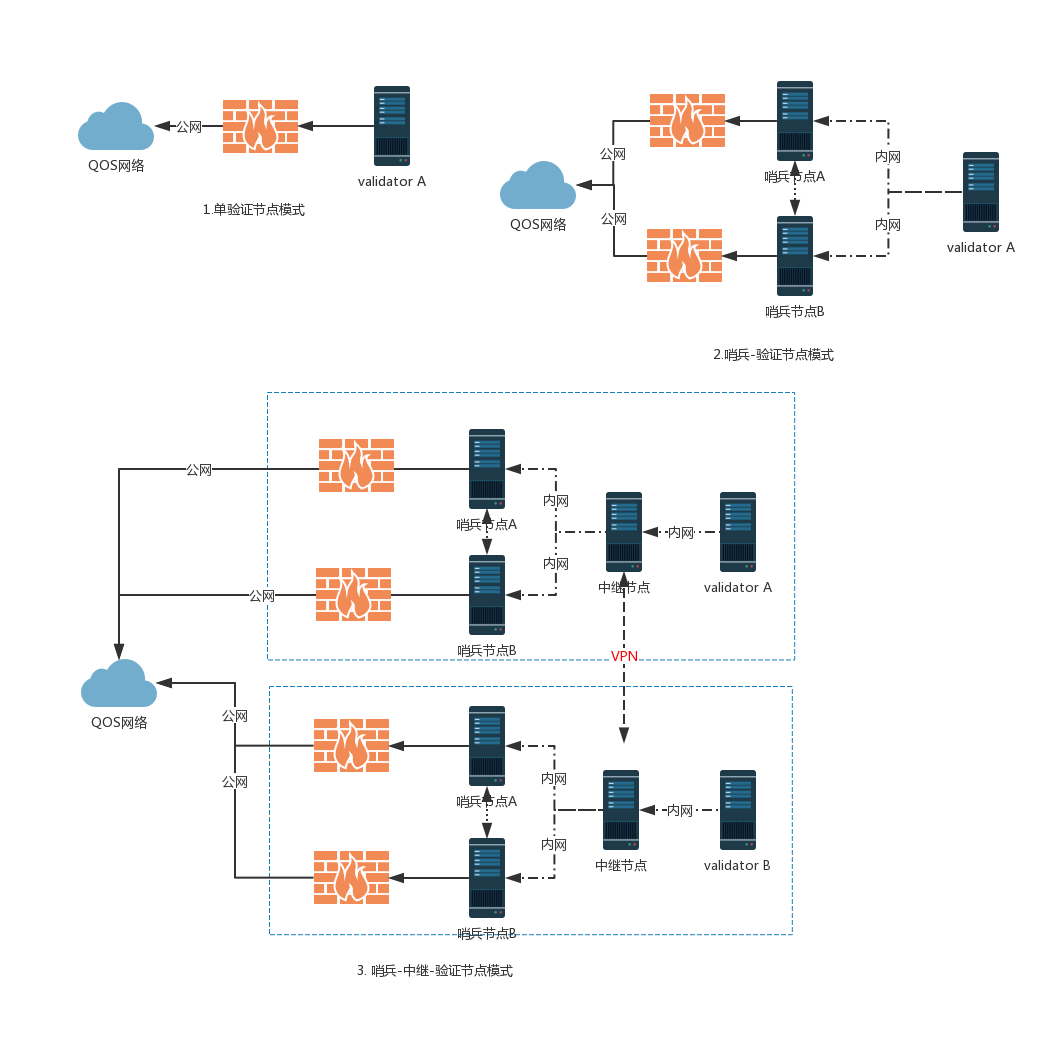 公网
QOS网络
validator A
1.单验证节点模式
公网
公网
QOS网络
哨兵节点A
哨兵节点B
内网
内网
validator A
2.哨兵-验证节点模式
公网
公网
哨兵节点A
哨兵节点B
内网
内网
中继节点
内网
validator A
VPN
QOS网络
公网
公网
哨兵节点A
哨兵节点B
内网
内网
中继节点
内网
validator B
3. 哨兵-中继-验证节点模式